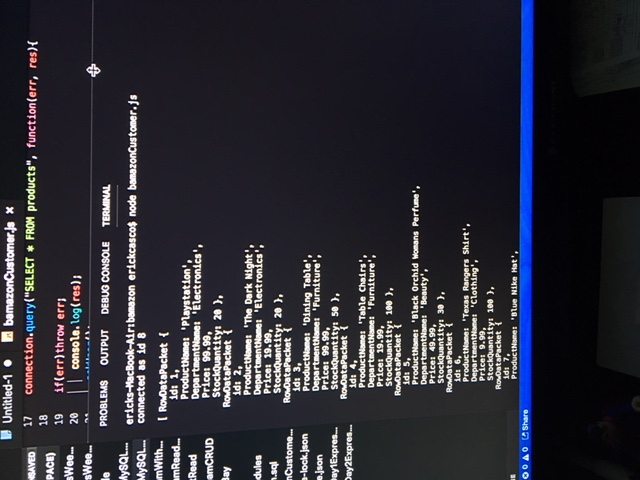 Untitled-1
bamazonCustomer.js
17 connection.query("SELECT * FROM products", function(err, res){
18
19 if(err)throw err;
20 console.log(res);
PROBLEMS OUTPUT DEBUG CONSOLE TERMINAL
ericks-MacBook-Air:bamazon erickcasco$ node bamazonCustomer.js
connected as id 8
[ RowDataPacket {
id: 1,
ProductName: 'Playstation',
DepartmentName: 'Electronics',
Price: 99.99,
StockQuantity: 20 },
RowDataPacket {
id: 2,
ProductName: 'The Dark Night',
DepartmentName: 'Electronics',
Price: 19.99,
StockQuantity: 20 },
RowDataPacket {
id: 3,
ProductName: 'Dining Table',
DepartmentName: 'Furniture',
Price: 99.99,
StockQuantity: 50 },
RowDataPacket {
id: 4,
ProductName: 'Table Chairs',
DepartmentName: 'Furniture',
Price: 19.99,
StockQuantity: 100 },
RowDataPacket {
id: 5,
ProductName: 'Black Orchid Womans Perfume',
DepartmentName: 'Beauty',
Price: 49.99,
StockQuantity: 30 },
RowDataPacket {
id: 6,
ProductName: 'Texas Rangers Shirt',
DepartmentName: 'Clothing',
Price: 9.99,
StockQuantity: 100 },
RowDataPacket {
id: 7,
ProductName: 'Blue Nike Hat',
NSAVED
PACE)
sWee...
sWee...
MySQL...
MySQL...
mWith...
mRead...
tRead
amCRUD
Bay
dules
n.sql
nCustome...
e-lock.json
e.json
Day1Expres...
Day2Expres...
0 0 Share